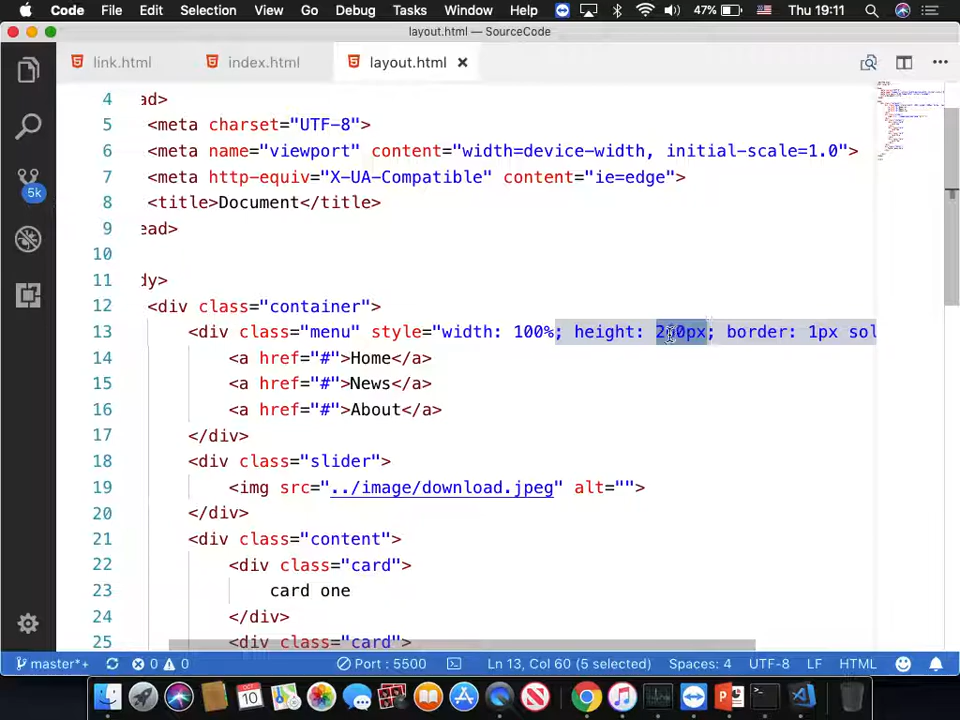 Code File Edit Selection View Go Debug Tasks Window Help 47% Thu 19:11
layout.html — SourceCode
link.html index.html layout.html
4 ad>
5 <meta charset="UTF-8">
6 <meta name="viewport" content="width=device-width, initial-scale=1.0">
7 <meta http-equiv="X-UA-Compatible" content="ie=edge">
8 <title>Document</title>
9 ead>
10
11 dy>
12 <div class="container">
13 <div class="menu" style="width: 100%; height: 200px; border: 1px sol
14 <a href="#">Home</a>
15 <a href="#">News</a>
16 <a href="#">About</a>
17 </div>
18 <div class="slider">
19 <img src="../image/download.jpeg" alt="">
20 </div>
21 <div class="content">
22 <div class="card">
23 card one
24 </div>
25 <div class="card">
5k
master*+ 0 0 Port : 5500 Ln 13, Col 60 (5 selected) Spaces: 4 UTF-8 LF HTML
OCT
10